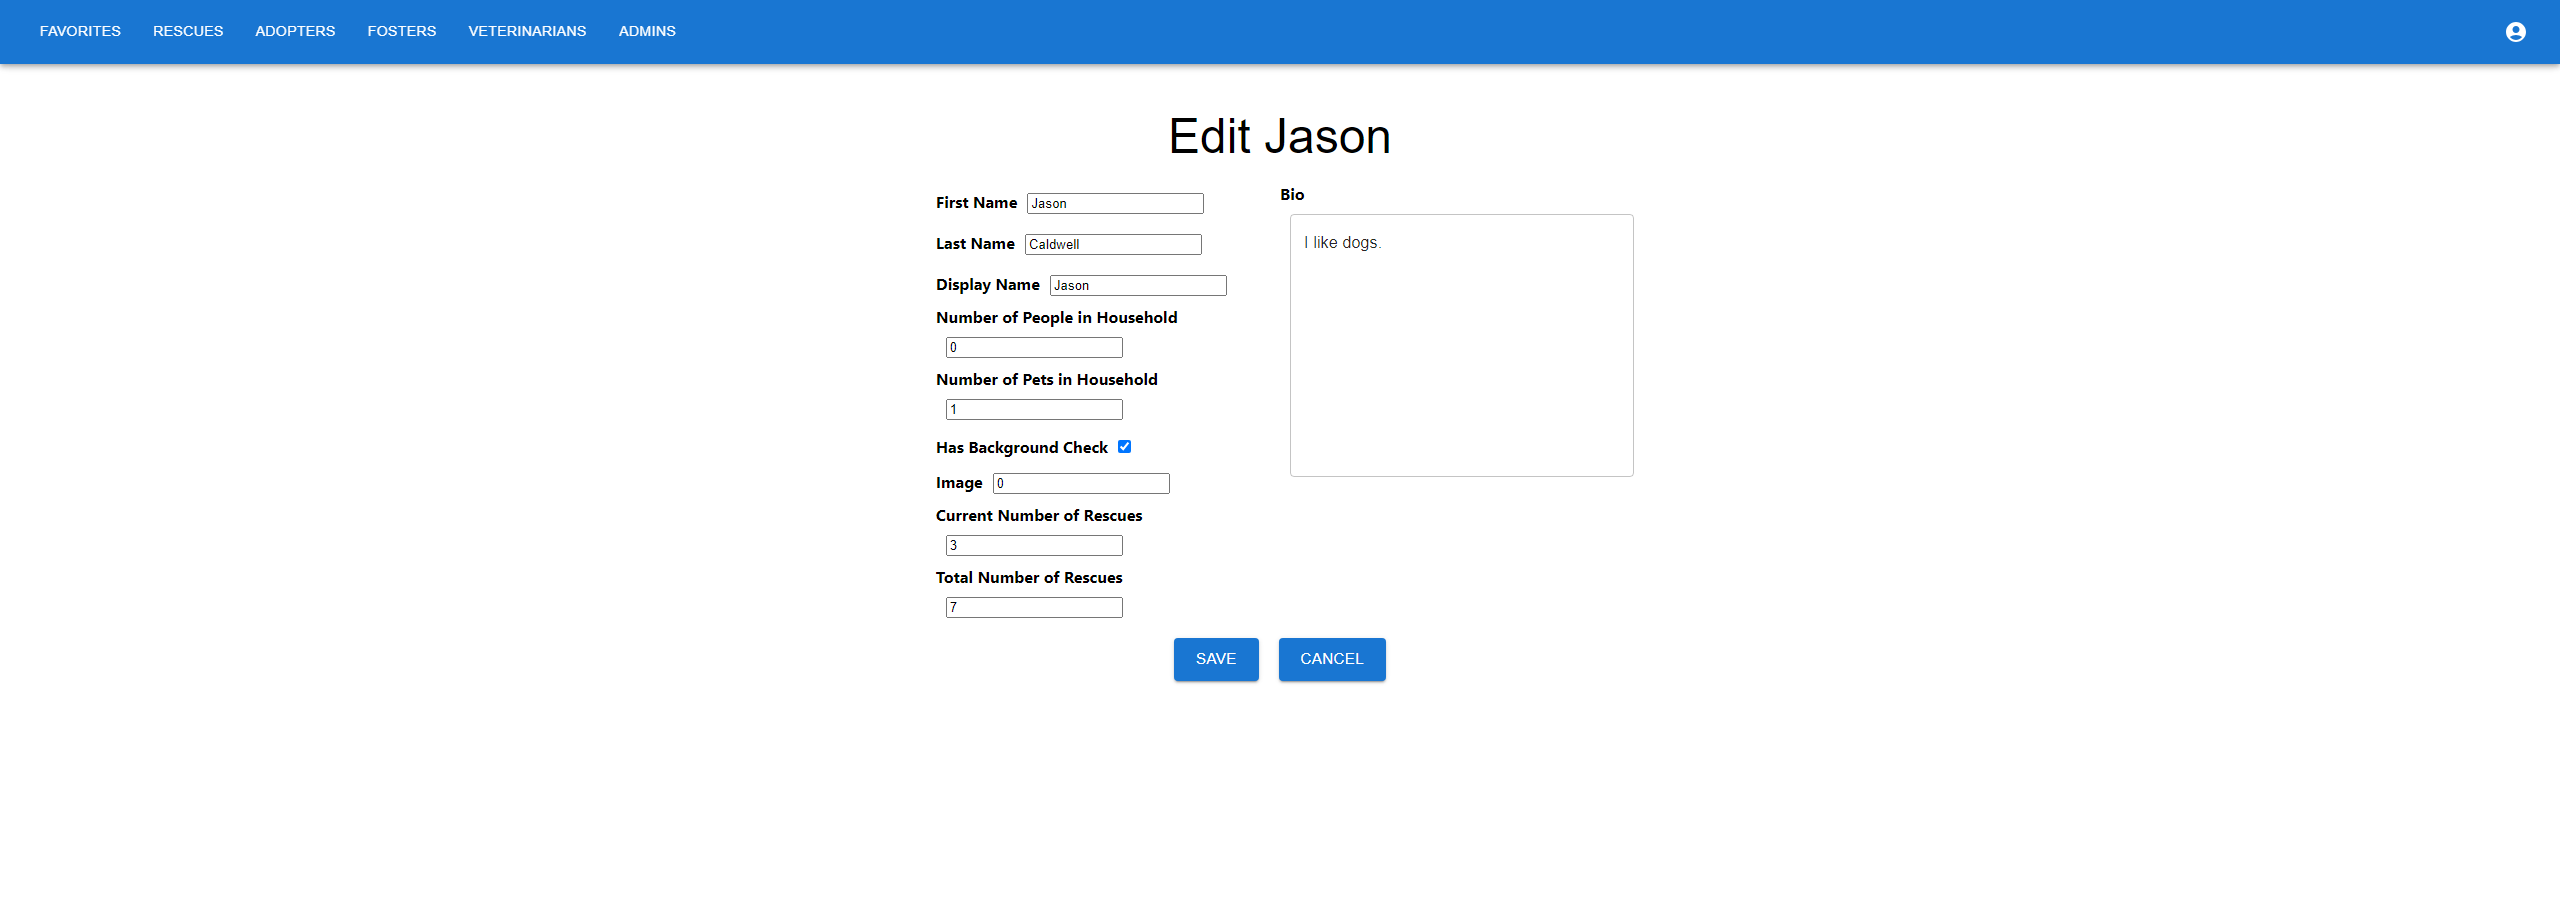 FAVORITES RESCUES ADOPTERS FOSTERS VETERINARIANS ADMINS
Edit Jason
First Name Jason
Last Name Caldwell
Display Name Jason
Number of People in Household
0
Number of Pets in Household
1
Has Background Check
Image 0
Current Number of Rescues
3
Total Number of Rescues
7
Bio
I like dogs.
SAVE CANCEL